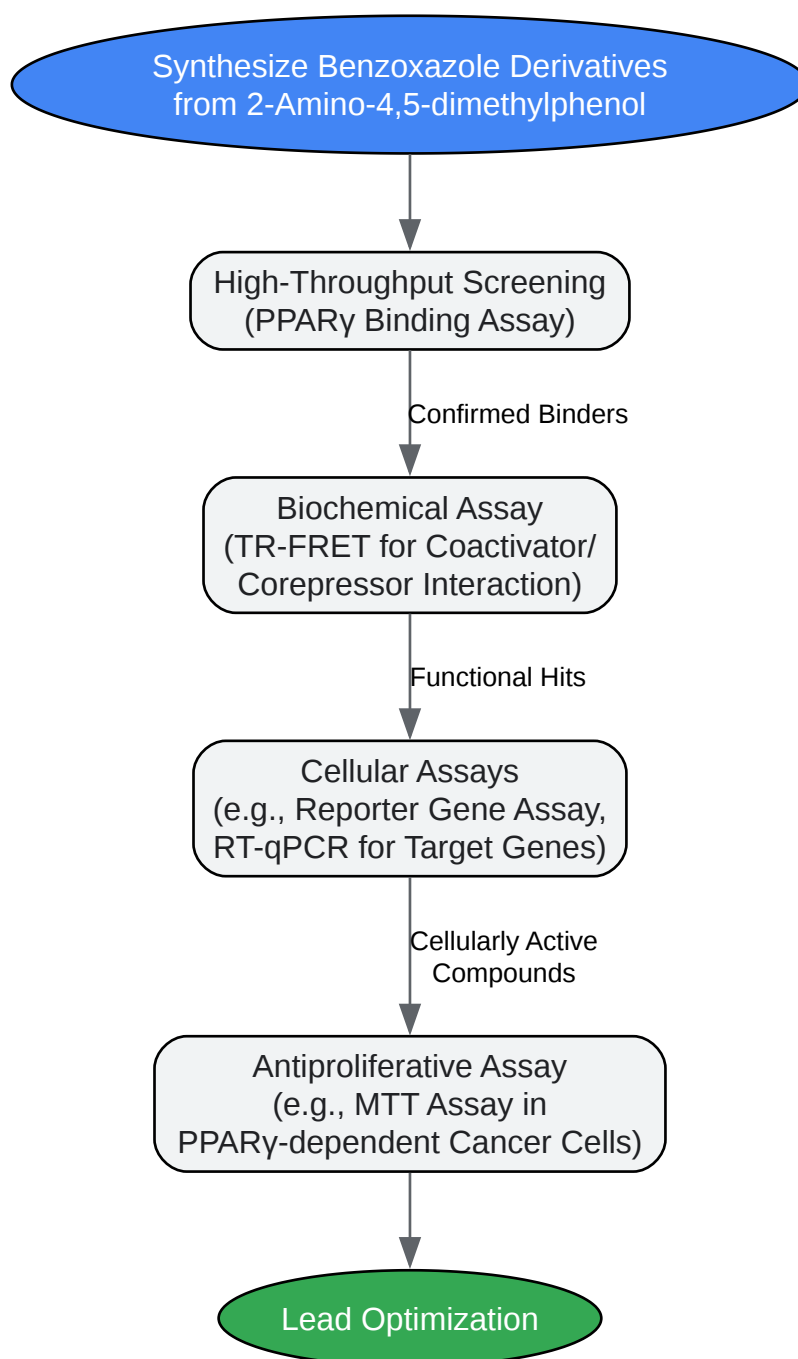 Synthesize Benzoxazole Derivatives
from 2-Amino-4,5-dimethylphenol
High-Throughput Screening
(PPARγ Binding Assay)
Confirmed Binders
Biochemical Assay
(TR-FRET for Coactivator/
Corepressor Interaction)
Functional Hits
Cellular Assays
(e.g., Reporter Gene Assay,
RT-qPCR for Target Genes)
Cellularly Active
Compounds
Antiproliferative Assay
(e.g., MTT Assay in
PPARγ-dependent Cancer Cells)
Lead Optimization